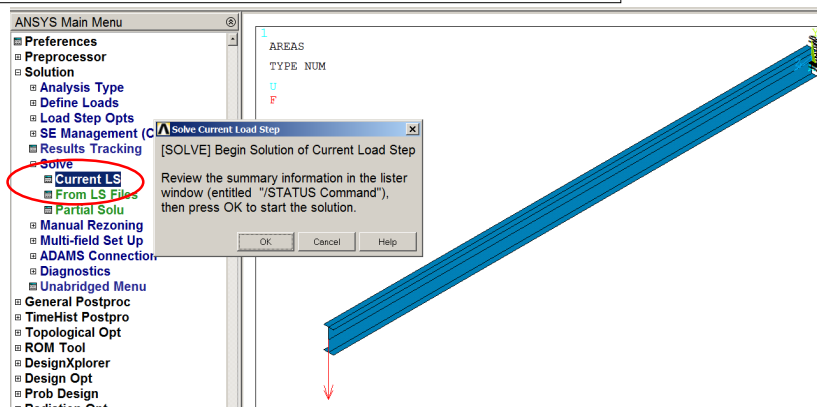 ANSYS Main Menu
Preferences
Preprocessor
Solution
Analysis Type
Define Loads
Load Step Opts
SE Management (C
Results Tracking
Solve
Current LS
From LS Files
Partial Solu
Manual Rezoning
Multi-field Set Up
ADAMS Connection
Diagnostics
Unabridged Menu
General Postproc
TimeHist Postpro
Topological Opt
ROM Tool
DesignXplorer
Design Opt
Prob Design
Radiation Opt
Solve Current Load Step
[SOLVE] Begin Solution of Current Load Step
Review the summary information in the lister
window (entitled "/STATUS Command"),
then press OK to start the solution.
OK Cancel Help
1
AREAS
TYPE NUM
U
F